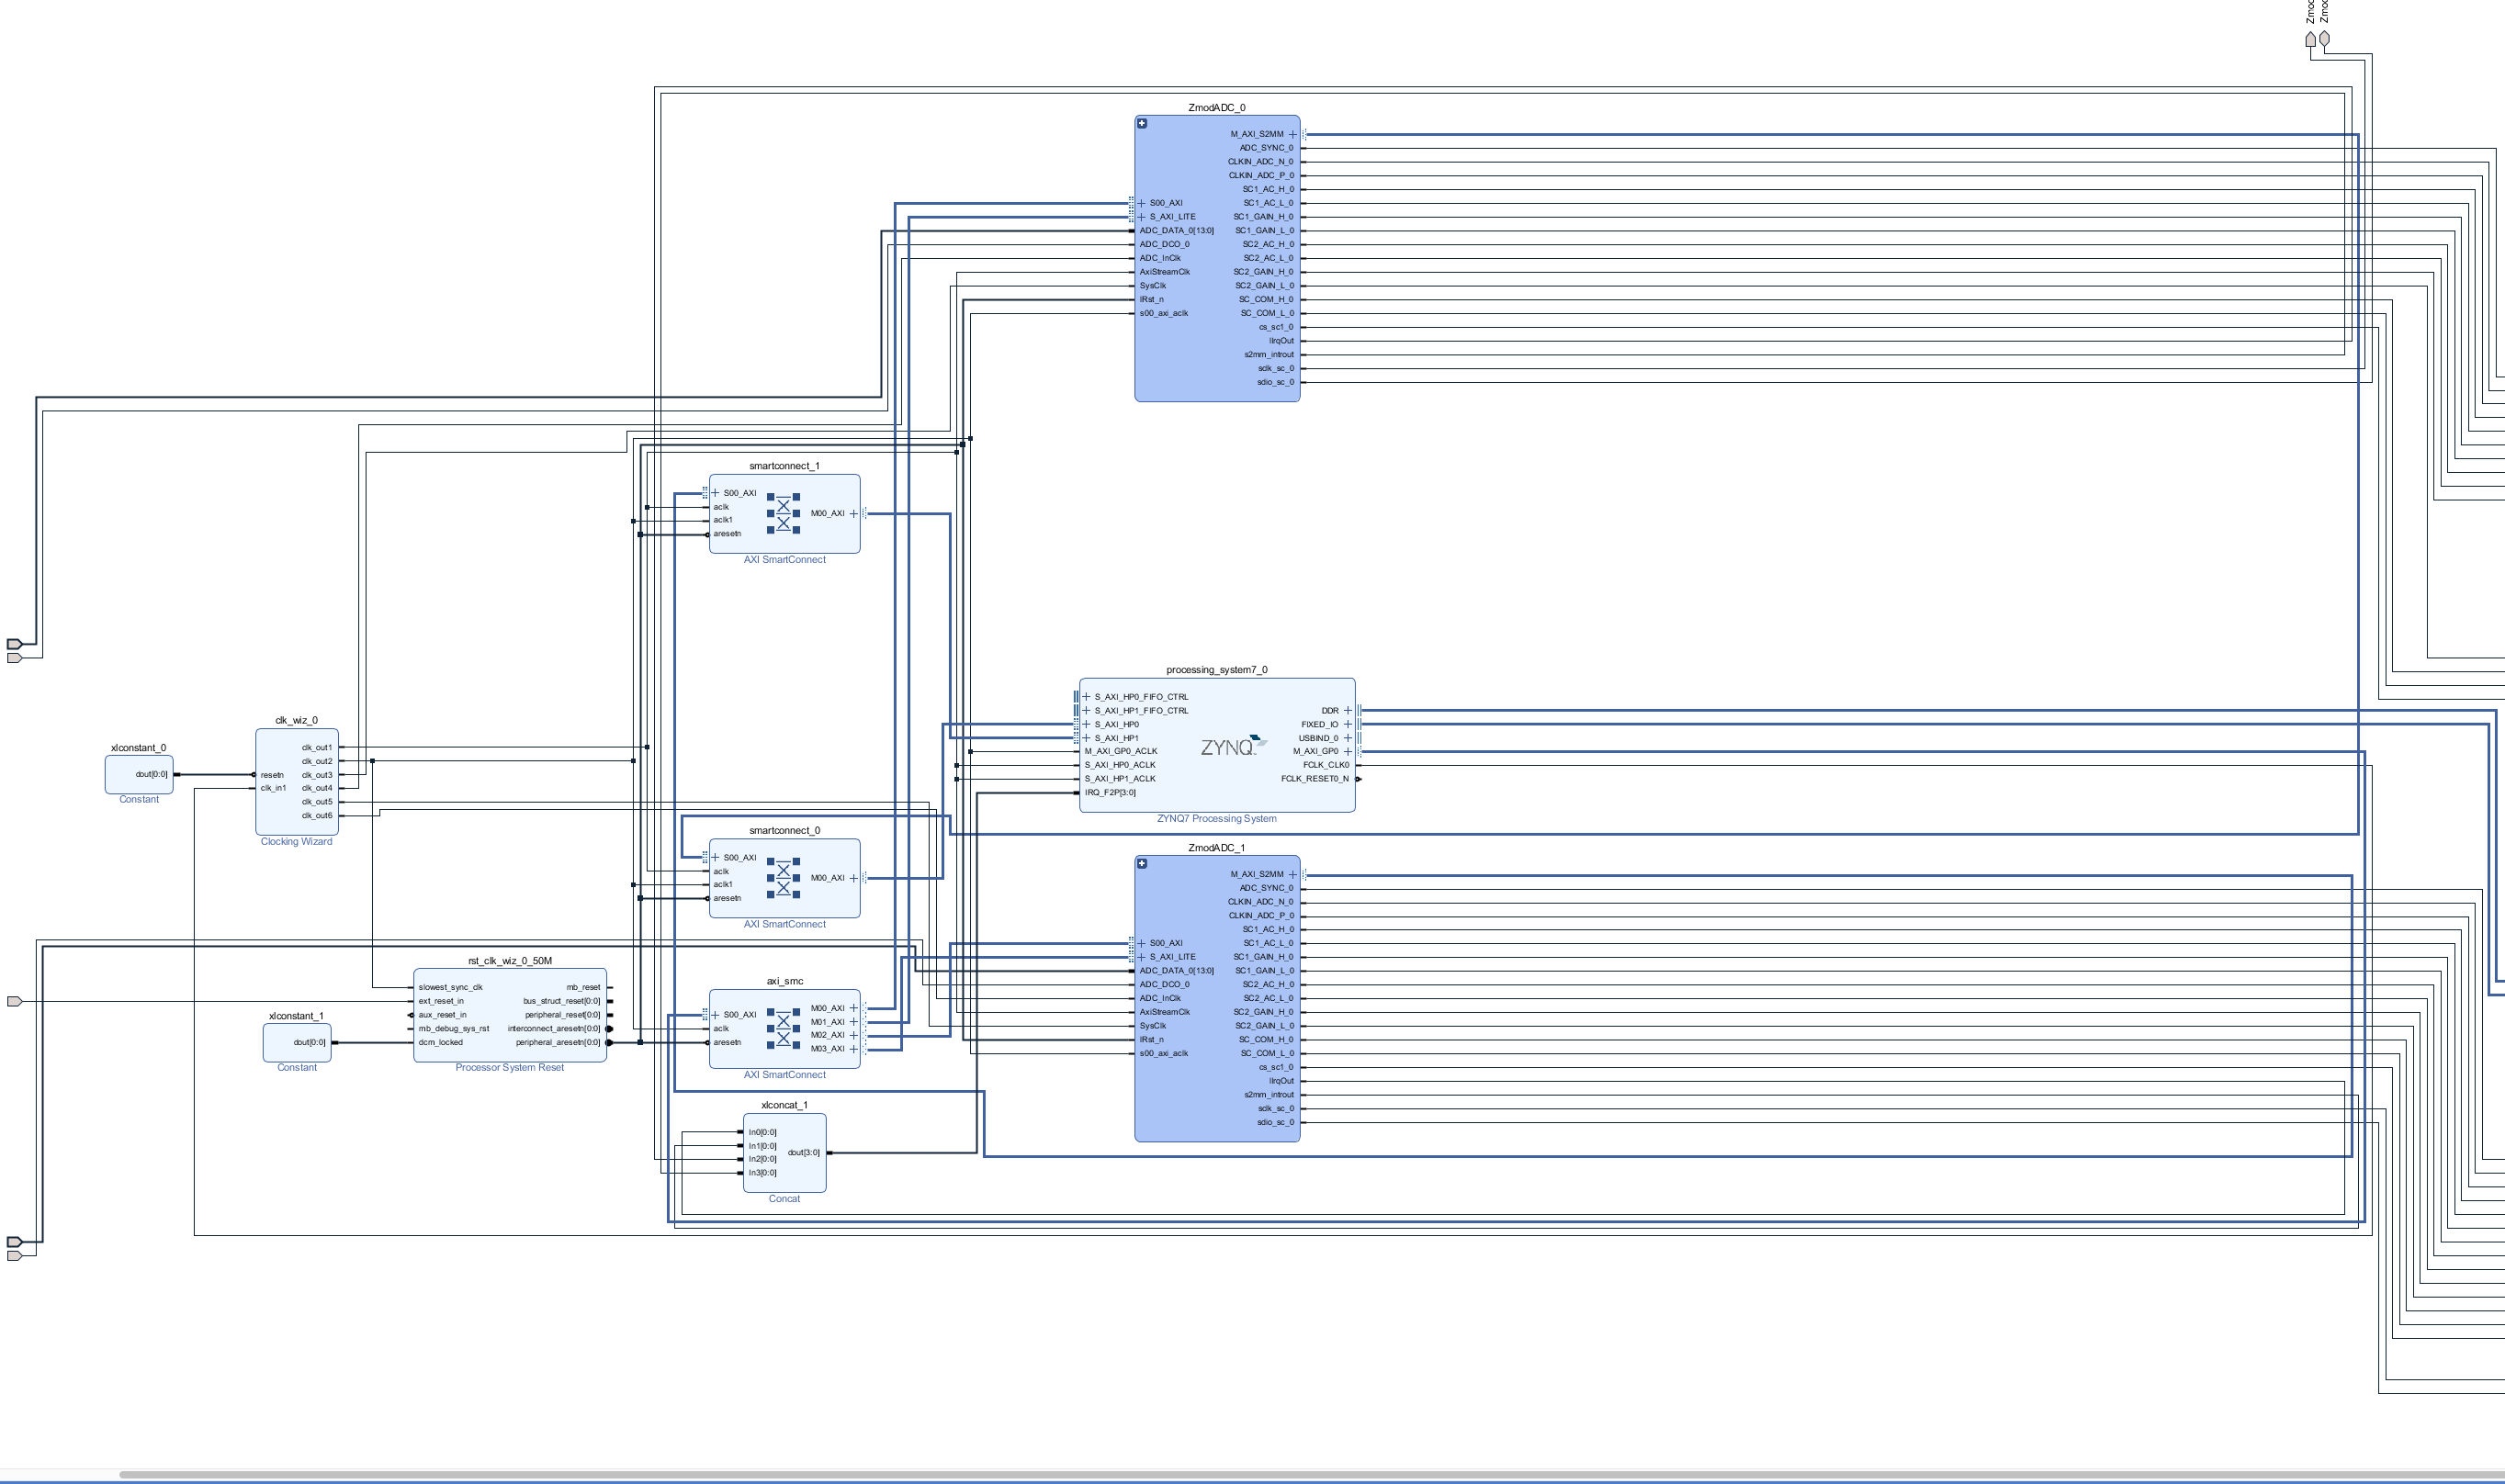 Zmod
Zmod
ZmodADC_0
M_AXI_S2MM
ADC_SYNC_0
CLKIN_ADC_N_0
CLKIN_ADC_P_0
SC1_AC_H_0
S00_AXI
SC1_AC_L_0
S_AXI_LITE
SC1_GAIN_H_0
ADC_DATA_0[13:0]
SC1_GAIN_L_0
ADC_DCO_0
SC2_AC_H_0
ADC_InClk
SC2_AC_L_0
AxiStreamClk
SC2_GAIN_H_0
SysClk
SC2_GAIN_L_0
lRst_n
SC_COM_H_0
s00_axi_aclk
SC_COM_L_0
cs_sc1_0
lIrqOut
s2mm_introut
sclk_sc_0
sdio_sc_0
smartconnect_1
S00_AXI
aclk
aclk1
aresetn
M00_AXI
AXI SmartConnect
processing_system7_0
S_AXI_HP0_FIFO_CTRL
S_AXI_HP1_FIFO_CTRL
S_AXI_HP0
S_AXI_HP1
M_AXI_GP0_ACLK
S_AXI_HP0_ACLK
S_AXI_HP1_ACLK
IRQ_F2P[3:0]
ZYNQ
DDR
FIXED_IO
USBIND_0
M_AXI_GP0
FCLK_CLK0
FCLK_RESET0_N
ZYNQ7 Processing System
clk_wiz_0
resetn
clk_in1
clk_out1
clk_out2
clk_out3
clk_out4
clk_out5
clk_out6
Clocking Wizard
xlconstant_0
dout[0:0]
Constant
smartconnect_0
S00_AXI
aclk
aclk1
aresetn
M00_AXI
AXI SmartConnect
ZmodADC_1
M_AXI_S2MM
ADC_SYNC_0
CLKIN_ADC_N_0
CLKIN_ADC_P_0
SC1_AC_H_0
S00_AXI
SC1_AC_L_0
S_AXI_LITE
SC1_GAIN_H_0
ADC_DATA_0[13:0]
SC1_GAIN_L_0
ADC_DCO_0
SC2_AC_H_0
ADC_InClk
SC2_AC_L_0
AxiStreamClk
SC2_GAIN_H_0
SysClk
SC2_GAIN_L_0
lRst_n
SC_COM_H_0
s00_axi_aclk
SC_COM_L_0
cs_sc1_0
lIrqOut
s2mm_introut
sclk_sc_0
sdio_sc_0
rst_clk_wiz_0_50M
slowest_sync_clk
ext_reset_in
aux_reset_in
mb_debug_sys_rst
dcm_locked
mb_reset
bus_struct_reset[0:0]
peripheral_reset[0:0]
interconnect_aresetn[0:0]
peripheral_aresetn[0:0]
Processor System Reset
xlconstant_1
dout[0:0]
Constant
axi_smc
S00_AXI
aclk
aresetn
M00_AXI
M01_AXI
M02_AXI
M03_AXI
AXI SmartConnect
xlconcat_1
In0[0:0]
In1[0:0]
In2[0:0]
In3[0:0]
dout[3:0]
Concat